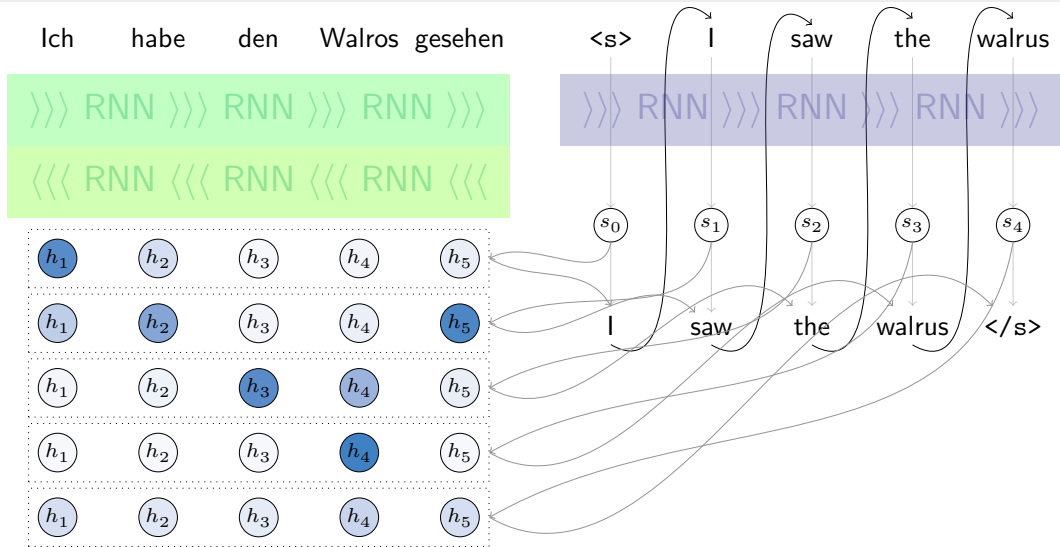 Ich habe den Walros gesehen <s> I saw the walrus
⟩⟩⟩ RNN ⟩⟩⟩ RNN ⟩⟩⟩ RNN ⟩⟩⟩ ⟩⟩⟩ RNN ⟩⟩⟩ RNN ⟩⟩⟩ RNN ⟩⟩⟩
⟨⟨⟨ RNN ⟨⟨⟨ RNN ⟨⟨⟨ RNN ⟨⟨⟨
s0 s1 s2 s3 s4
h1 h2 h3 h4 h5
h1 h2 h3 h4 h5
I saw the walrus </s>
h1 h2 h3 h4 h5
h1 h2 h3 h4 h5
h1 h2 h3 h4 h5